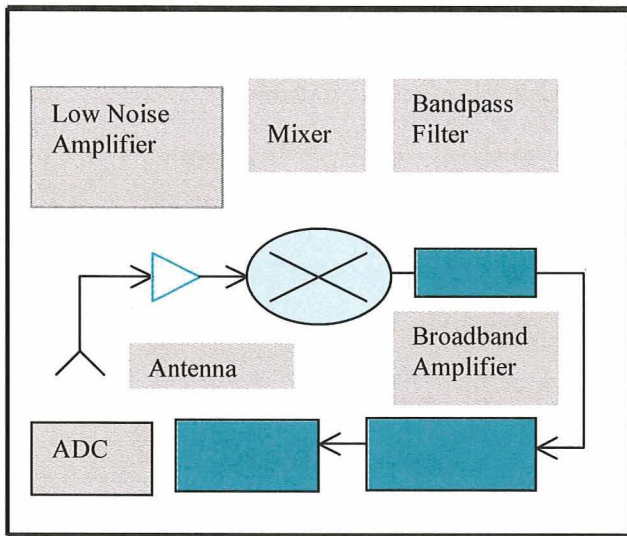 Low Noise
Amplifier
Mixer
Bandpass
Filter
Antenna
Broadband
Amplifier
ADC